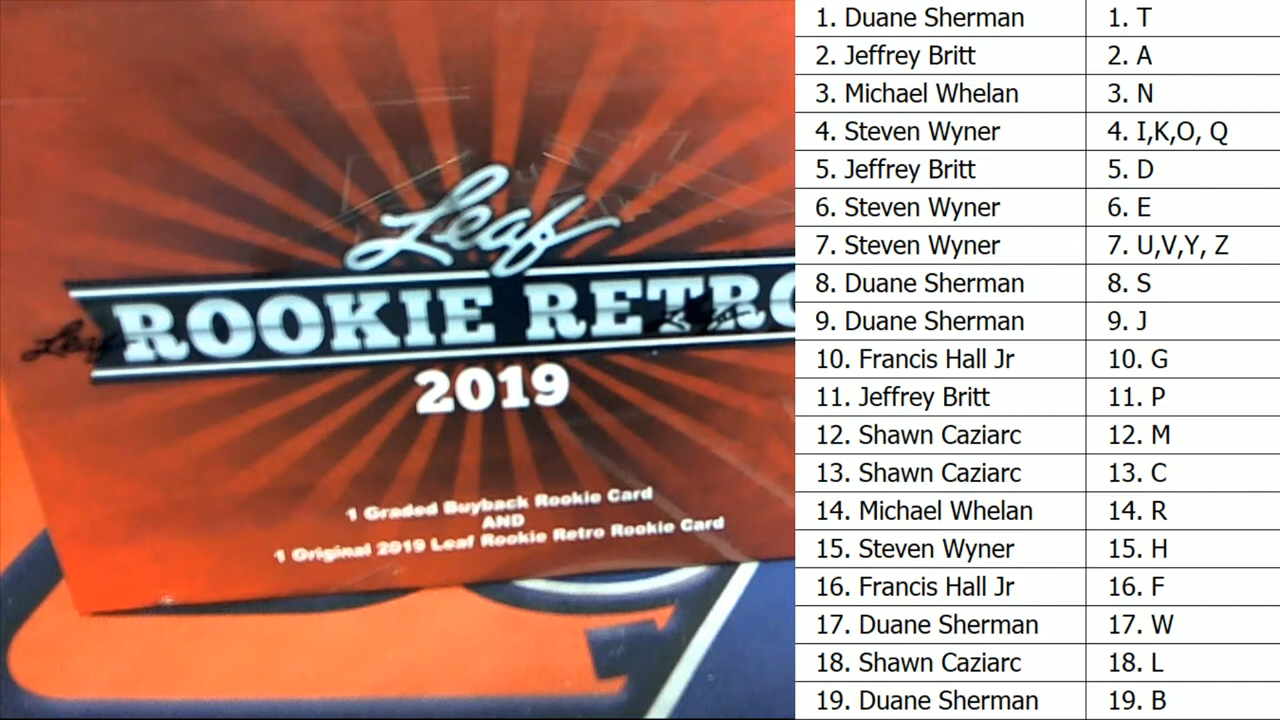 Leaf
ROOKIE RETRO
Leaf
2019
1 Graded Buyback Rookie Card
AND
1 Original 2019 Leaf Rookie Retro Rookie Card
1. Duane Sherman 1. T
2. Jeffrey Britt 2. A
3. Michael Whelan 3. N
4. Steven Wyner 4. I,K,O, Q
5. Jeffrey Britt 5. D
6. Steven Wyner 6. E
7. Steven Wyner 7. U,V,Y, Z
8. Duane Sherman 8. S
9. Duane Sherman 9. J
10. Francis Hall Jr 10. G
11. Jeffrey Britt 11. P
12. Shawn Caziarc 12. M
13. Shawn Caziarc 13. C
14. Michael Whelan 14. R
15. Steven Wyner 15. H
16. Francis Hall Jr 16. F
17. Duane Sherman 17. W
18. Shawn Caziarc 18. L
19. Duane Sherman 19. B